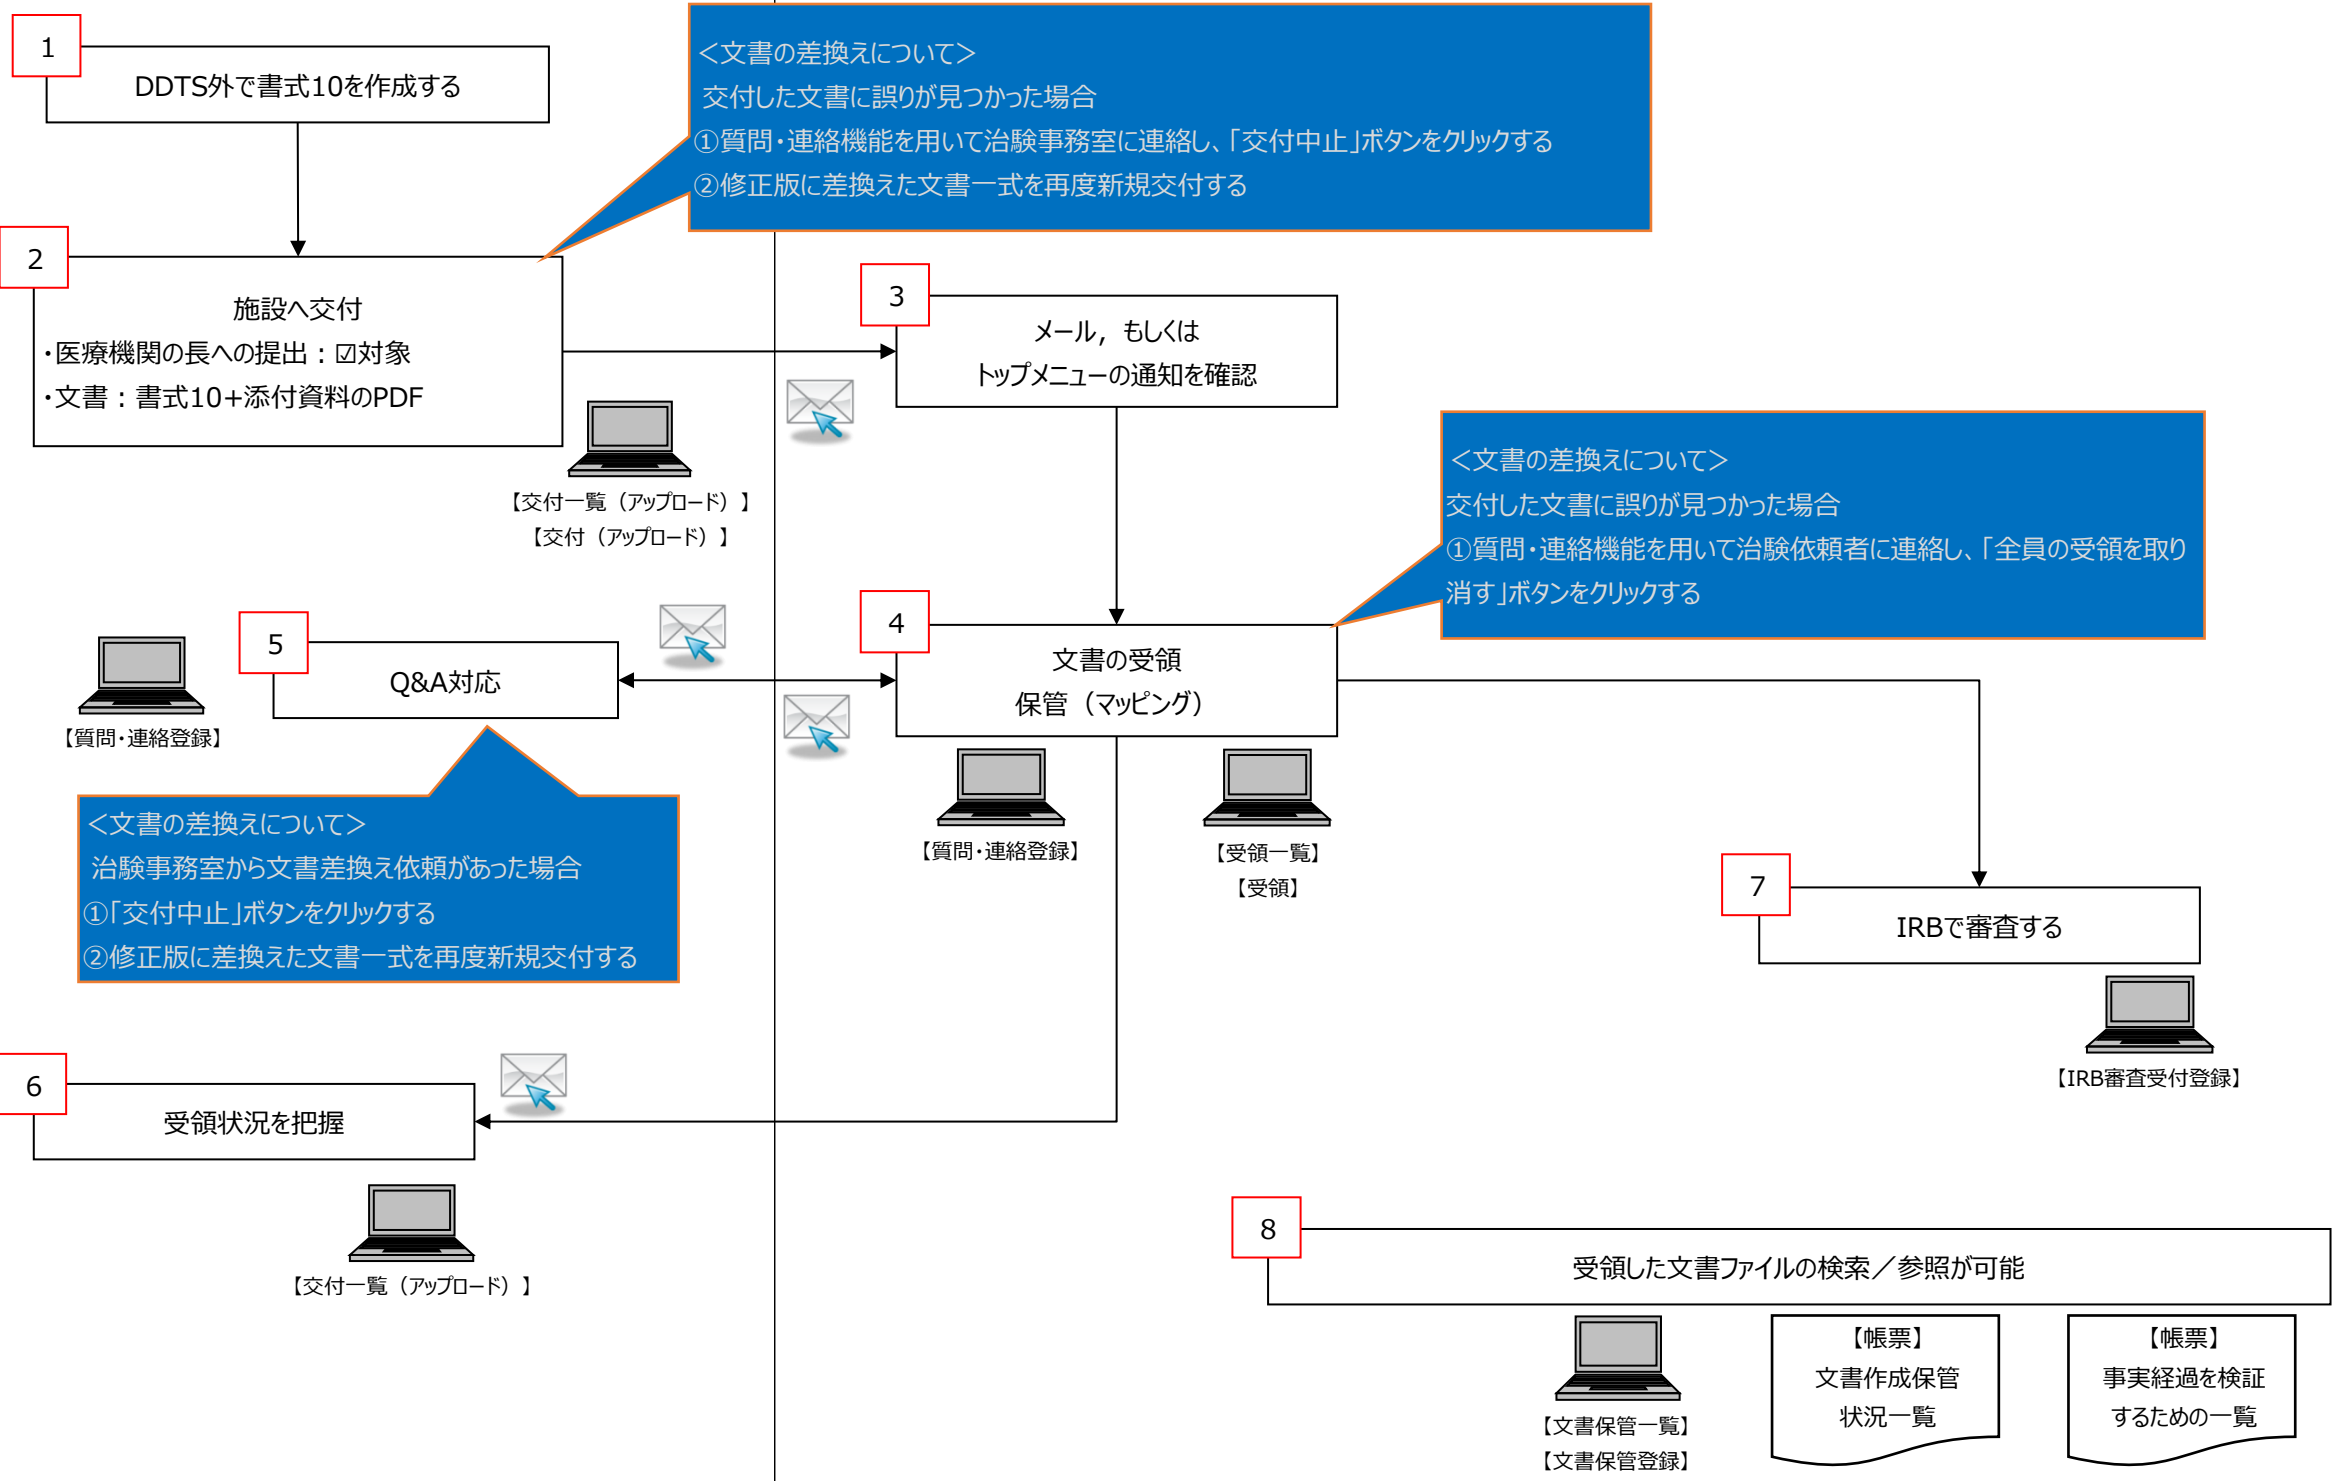 1
DDTS外で書式10を作成する
＜文書の差換えについて＞
交付した文書に誤りが見つかった場合
①質問・連絡機能を用いて治験事務室に連絡し、「交付中止」ボタンをクリックする
②修正版に差換えた文書一式を再度新規交付する
2
施設へ交付
・医療機関の長への提出：☑対象
・文書：書式10+添付資料のPDF
【交付一覧（アップロード）】
【交付（アップロード）】
3
メール，もしくは
トップメニューの通知を確認
＜文書の差換えについて＞
交付した文書に誤りが見つかった場合
①質問・連絡機能を用いて治験依頼者に連絡し、「全員の受領を取り
消す」ボタンをクリックする
4
文書の受領
保管（マッピング）
【質問・連絡登録】
【受領一覧】
【受領】
5
Q&A対応
【質問・連絡登録】
＜文書の差換えについて＞
治験事務室から文書差換え依頼があった場合
①「交付中止」ボタンをクリックする
②修正版に差換えた文書一式を再度新規交付する
6
受領状況を把握
【交付一覧（アップロード）】
7
IRBで審査する
【IRB審査受付登録】
8
受領した文書ファイルの検索／参照が可能
【文書保管一覧】
【文書保管登録】
【帳票】
文書作成保管
状況一覧
【帳票】
事実経過を検証
するための一覧